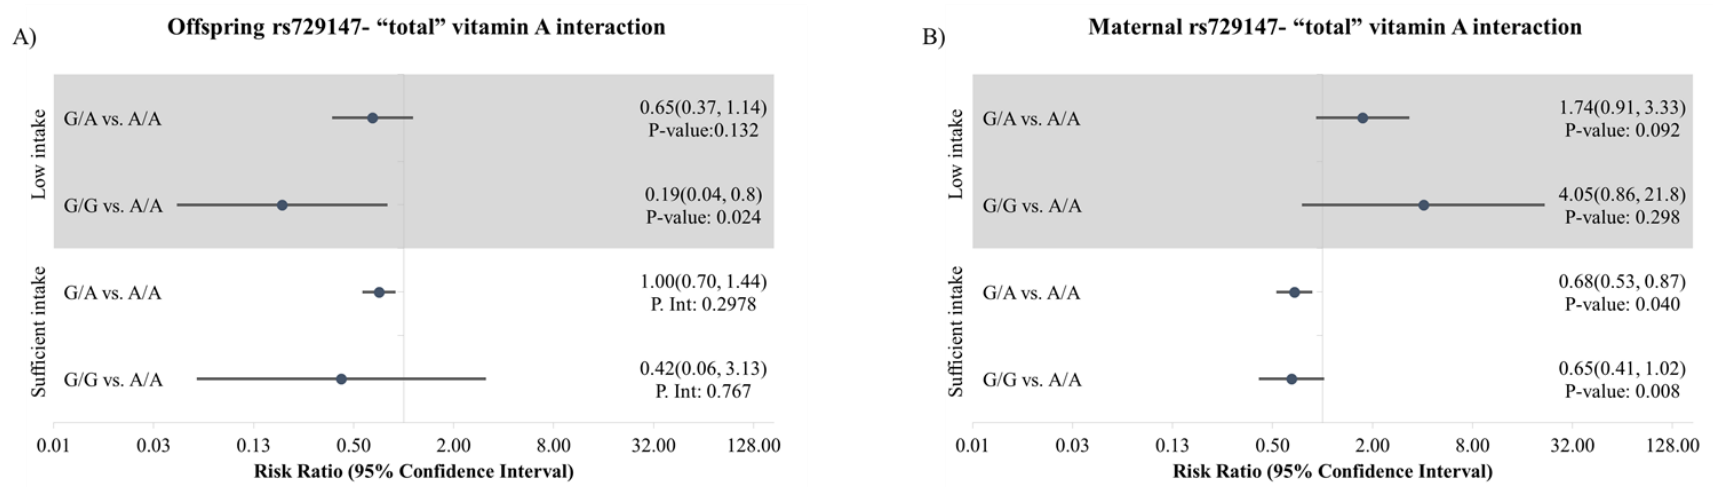 A)
Offspring rs729147- “total” vitamin A interaction
Low intake
G/A vs. A/A
0.65(0.37, 1.14)
P-value:0.132
G/G vs. A/A
0.19(0.04, 0.8)
P-value: 0.024
Sufficient intake
G/A vs. A/A
1.00(0.70, 1.44)
P. Int: 0.2978
G/G vs. A/A
0.42(0.06, 3.13)
P. Int: 0.767
0.01 0.03 0.13 0.50 2.00 8.00 32.00 128.00
Risk Ratio (95% Confidence Interval)
B)
Maternal rs729147- “total” vitamin A interaction
Low intake
G/A vs. A/A
1.74(0.91, 3.33)
P-value: 0.092
G/G vs. A/A
4.05(0.86, 21.8)
P-value: 0.298
Sufficient intake
G/A vs. A/A
0.68(0.53, 0.87)
P-value: 0.040
G/G vs. A/A
0.65(0.41, 1.02)
P-value: 0.008
0.01 0.03 0.13 0.50 2.00 8.00 32.00 128.00
Risk Ratio (95% Confidence Interval)